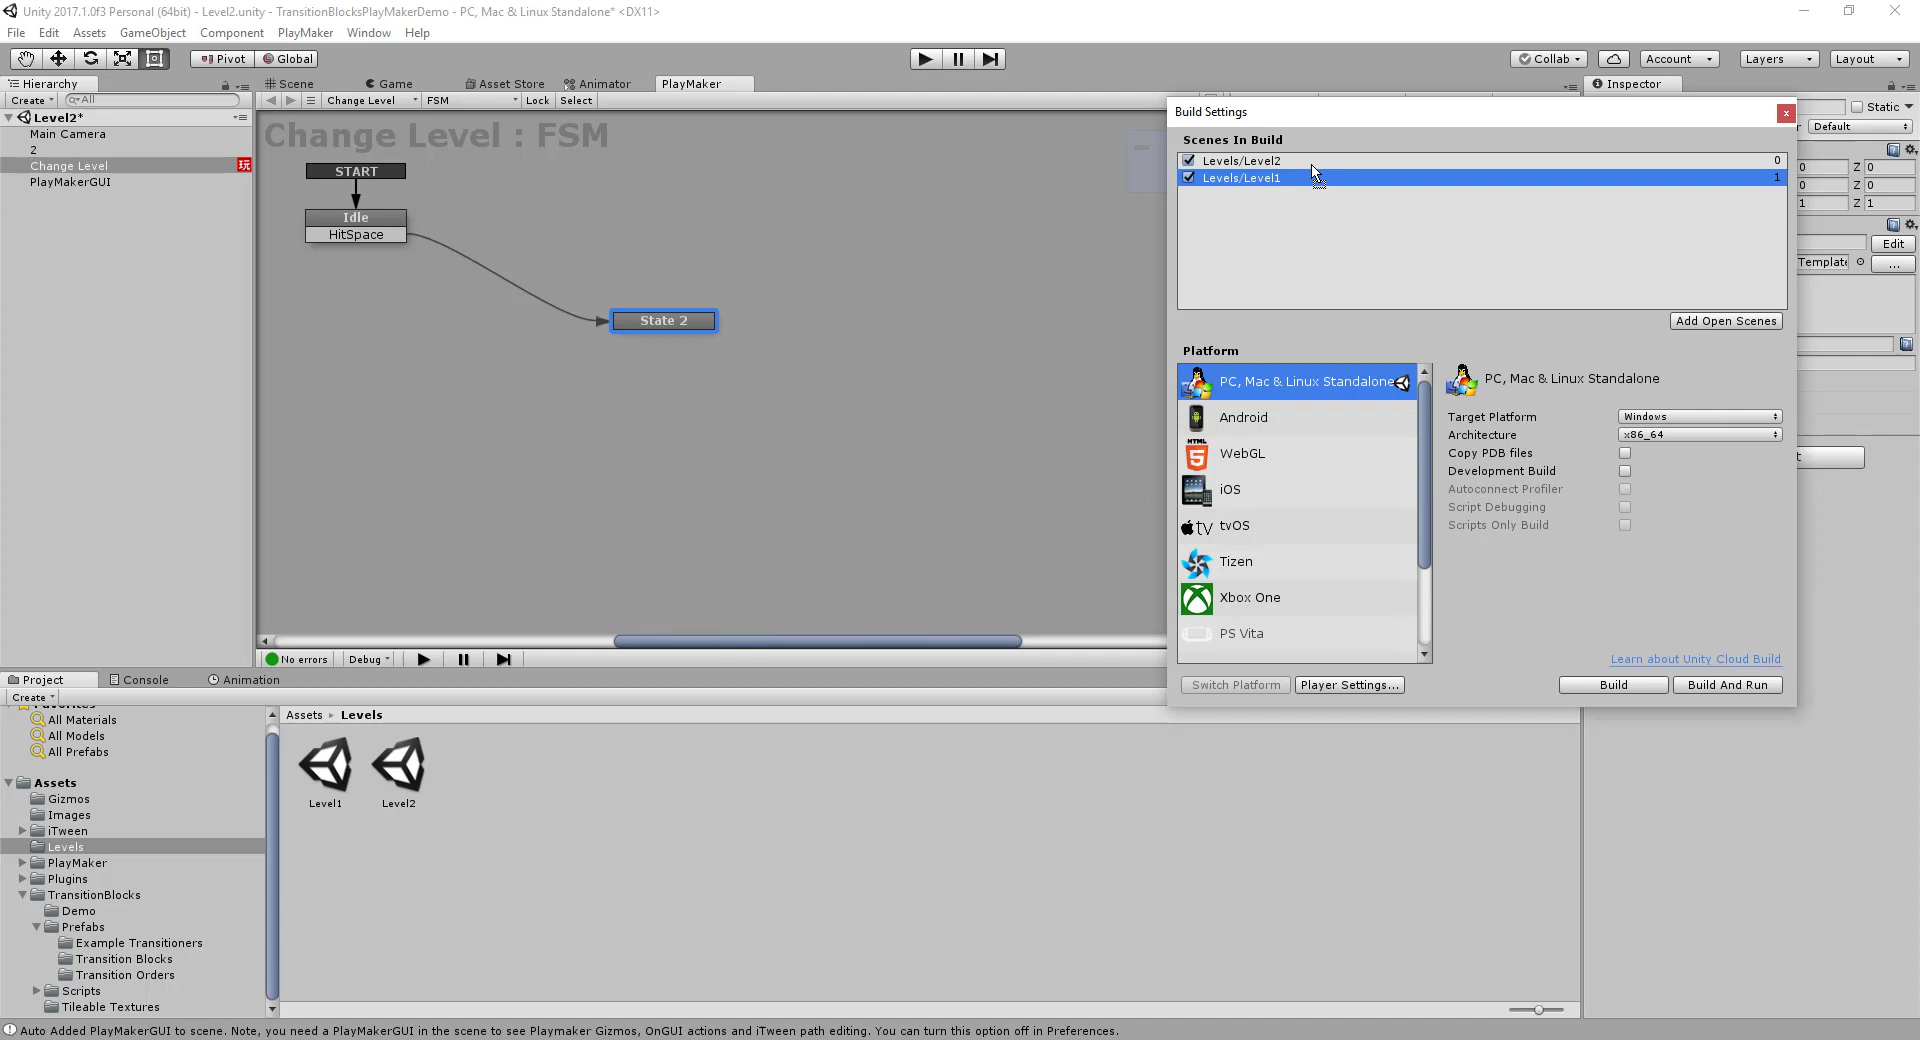 Unity 2017.1.0f3 Personal (64bit) - Level2.unity - TransitionBlocksPlayMakerDemo - PC, Mac & Linux Standalone* <DX11>
File Edit Assets GameObject Component PlayMaker Window Help
Pivot Global Collab Account Layers Layout
Hierarchy Scene Game Asset Store Animator PlayMaker Inspector
Create All Change Level FSM Lock Select
Level2*
Main Camera
2
Change Level 玩
PlayMakerGUI
Change Level : FSM
START
Idle
HitSpace
State 2
Static
Default
Z 0
Z 0
1 Z 1
Edit
Template
...
Build Settings
Scenes In Build
Levels/Level2 0
Levels/Level1 1
Add Open Scenes
Platform
PC, Mac & Linux Standalone
Android
WebGL
iOS
tvOS
Tizen
Xbox One
PS Vita
PC, Mac & Linux Standalone
Target Platform Windows
Architecture x86_64
Copy PDB files
Development Build
Autoconnect Profiler
Script Debugging
Scripts Only Build
Learn about Unity Cloud Build
Switch Platform Player Settings... Build Build And Run
No errors Debug
Project Console Animation
Create
Favorites
All Materials
All Models
All Prefabs
Assets
Gizmos
Images
iTween
Levels
PlayMaker
Plugins
TransitionBlocks
Demo
Prefabs
Example Transitioners
Transition Blocks
Transition Orders
Scripts
Tileable Textures
Assets Levels
Level1 Level2
Auto Added PlayMakerGUI to scene. Note, you need a PlayMakerGUI in the scene to see Playmaker Gizmos, OnGUI actions and iTween path editing. You can turn this option off in Preferences.